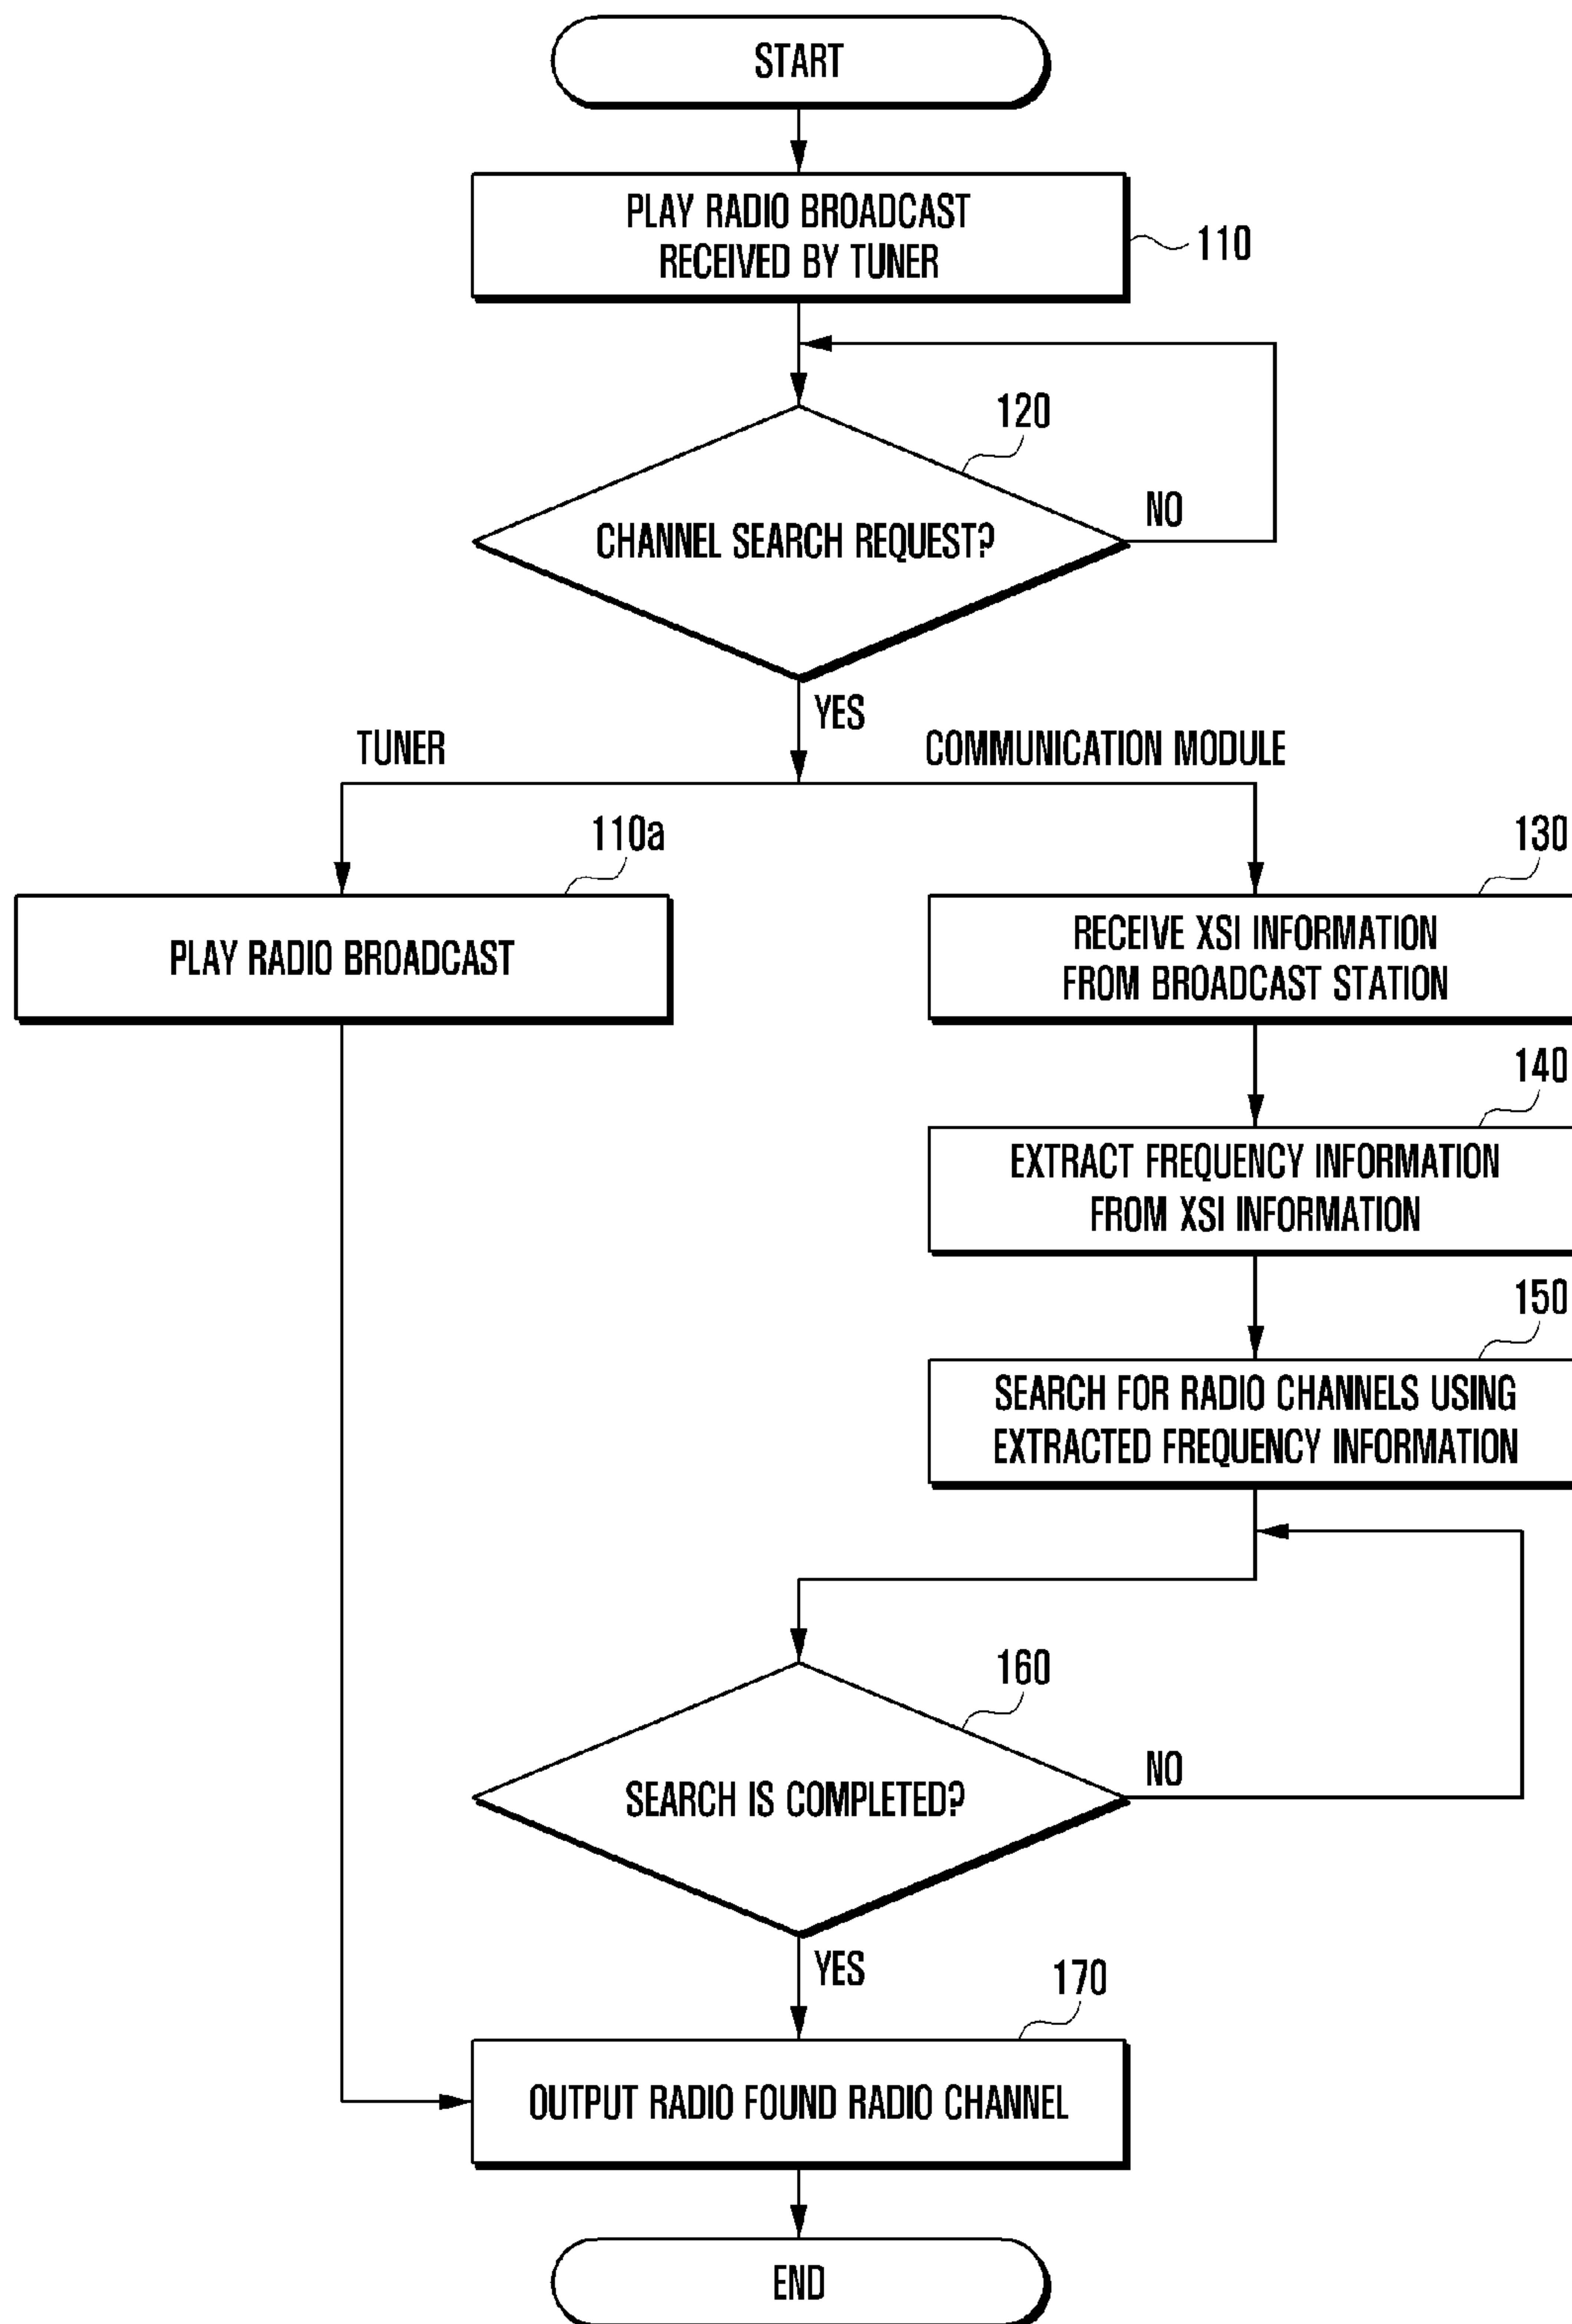 START
PLAY RADIO BROADCAST
RECEIVED BY TUNER
110
120
CHANNEL SEARCH REQUEST?
NO
YES
TUNER
COMMUNICATION MODULE
110a
130
PLAY RADIO BROADCAST
RECEIVE XSI INFORMATION
FROM BROADCAST STATION
140
EXTRACT FREQUENCY INFORMATION
FROM XSI INFORMATION
150
SEARCH FOR RADIO CHANNELS USING
EXTRACTED FREQUENCY INFORMATION
160
SEARCH IS COMPLETED?
NO
YES
170
OUTPUT RADIO FOUND RADIO CHANNEL
END